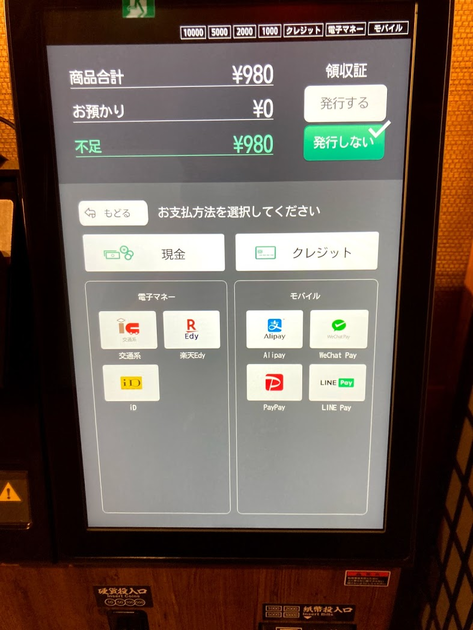 10000 5000 2000 1000 クレジット 電子マネー モバイル
商品合計 ¥980
お預かり ¥0
不足 ¥980
領収証
発行する
発行しない
もどる
お支払方法を選択してください
現金
クレジット
電子マネー
交通系
楽天Edy
iD
モバイル
Alipay
WeChat Pay
PayPay
LINE Pay
硬貨投入口
Insert Coins
紙幣投入口
Insert Bills